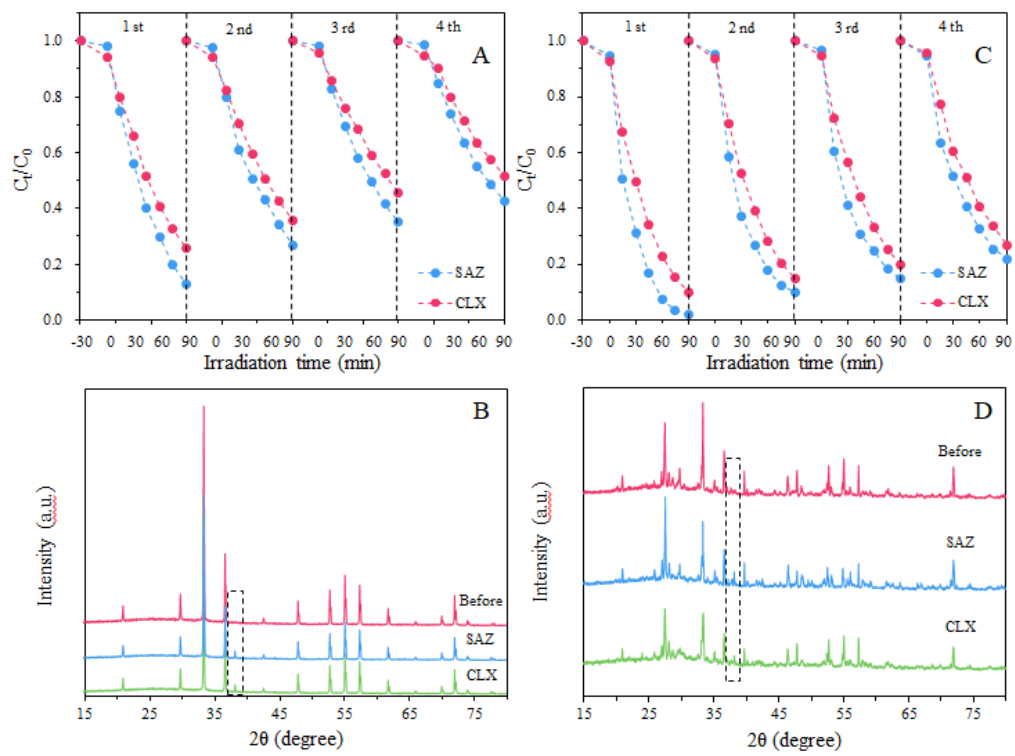 1 st 2 nd 3 rd 4 th A
1.0
0.8
0.6
0.4
0.2
0.0
Ct/C0
SAZ
CLX
-30 0 30 60 90 0 30 60 90 0 30 60 90 0 30 60 90
Irradiation time (min)
1st 2 nd 3 rd 4 th C
1.0
0.8
0.6
0.4
0.2
0.0
Ct/C0
SAZ
CLX
-30 0 30 60 90 0 30 60 90 0 30 60 90 0 30 60 90
Irradiation time (min)
B
Intensity (a.u.)
Before
SAZ
CLX
15 25 35 45 55 65 75
2θ (degree)
D
Intensity (a.u.)
Before
SAZ
CLX
15 25 35 45 55 65 75
2θ (degree)